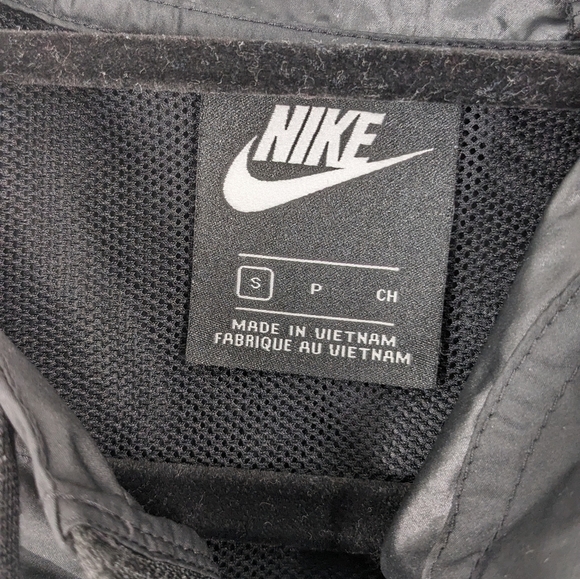 NIKE
S P CH
MADE IN VIETNAM
FABRIQUE AU VIETNAM